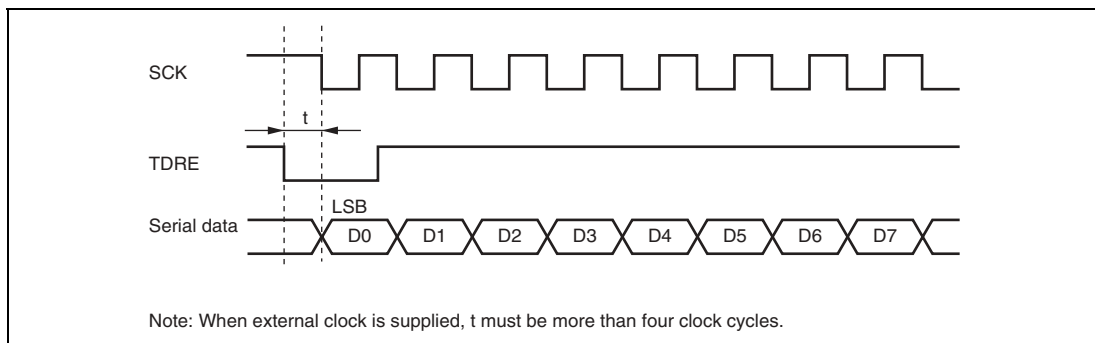 SCK
t
TDRE
LSB
Serial data
D0 D1 D2 D3 D4 D5 D6 D7
Note: When external clock is supplied, t must be more than four clock cycles.